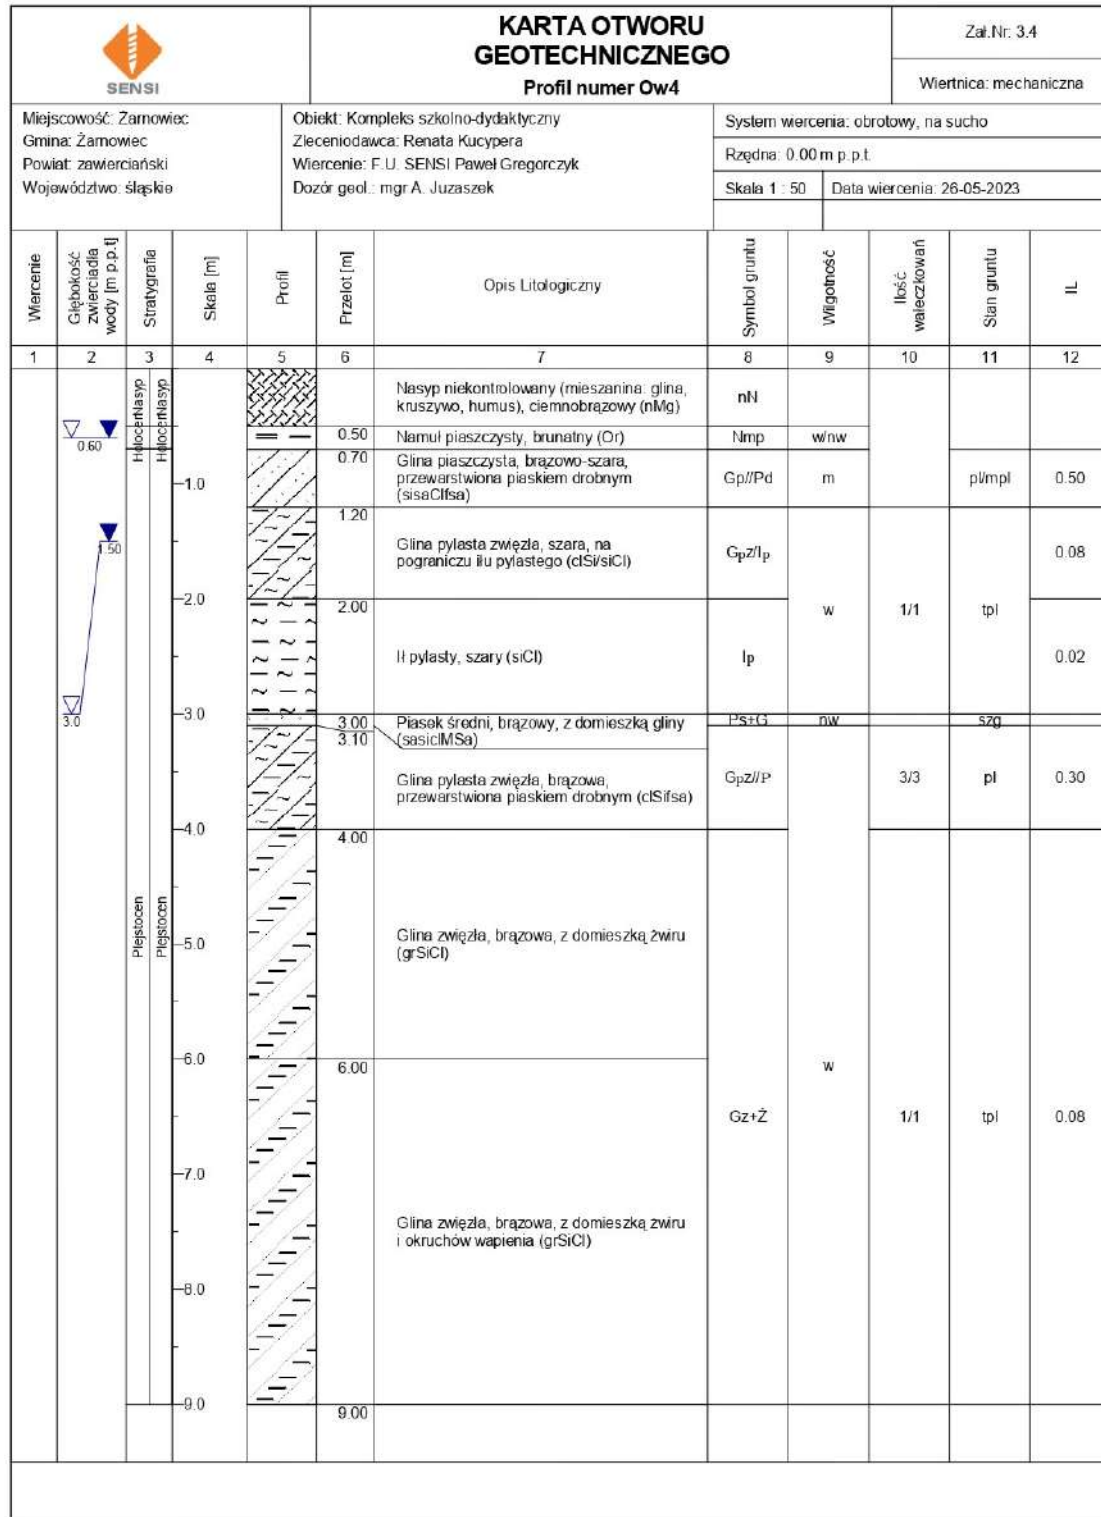 SENSI
KARTA OTWORU
GEOTECHNICZNEGO
Profil numer Ow4
Zał.Nr: 3.4
Wiertnica: mechaniczna
Miejscowość: Żarnowiec
Gmina: Żarnowiec
Powiat: zawierciański
Województwo: śląskie
Obiekt: Kompleks szkolno-dydaktyczny
Zleceniodawca: Renata Kucypera
Wiercenie: F.U. SENSI Paweł Gregorczyk
Dozór geol.: mgr A. Juzaszek
System wiercenia: obrotowy, na sucho
Rzędna: 0.00 m p.p.t.
Skala 1 : 50
Data wiercenia: 26-05-2023
Wiercenie
Głębokość
zwierciadła
wody [m p.p.t]
Stratygrafia
Skala [m]
Profil
Przelot [m]
Opis Litologiczny
Symbol gruntu
Wilgotność
Ilość
wałeczkowań
Stan gruntu
IL
1 2 3 4 5 6 7 8 9 10 11 12
HolocenNasyp
HolocenNasyp
Nasyp niekontrolowany (mieszanina: glina,
kruszywo, humus), ciemnobrązowy (nMg)
nN
0.60
0.50
Namuł piaszczysty, brunatny (Or)
Nmp
w/nw
0.70
Glina piaszczysta, brązowo-szara,
przewarstwiona piaskiem drobnym
(sisaClfsa)
Gp//Pd
m
pl/mpl
0.50
1.0
1.20
1.50
Glina pylasta zwięzła, szara, na
pograniczu iłu pylastego (clSi/siCl)
Gpz/Ip
0.08
2.0
2.00
w
1/1
tpl
Ił pylasty, szary (siCl)
Ip
0.02
3.0
3.0
3.00
Piasek średni, brązowy, z domieszką gliny
(sasiclMSa)
Ps+G
nw
szg
3.10
Glina pylasta zwięzła, brązowa,
przewarstwiona piaskiem drobnym (clSifsa)
Gpz//P
3/3
pl
0.30
4.0
4.00
Plejstocen
Plejstocen
Glina zwięzła, brązowa, z domieszką żwiru
(grSiCl)
5.0
6.0
6.00
w
Gz+Ż
1/1
tpl
0.08
7.0
Glina zwięzła, brązowa, z domieszką żwiru
i okruchów wapienia (grSiCl)
8.0
9.0
9.00